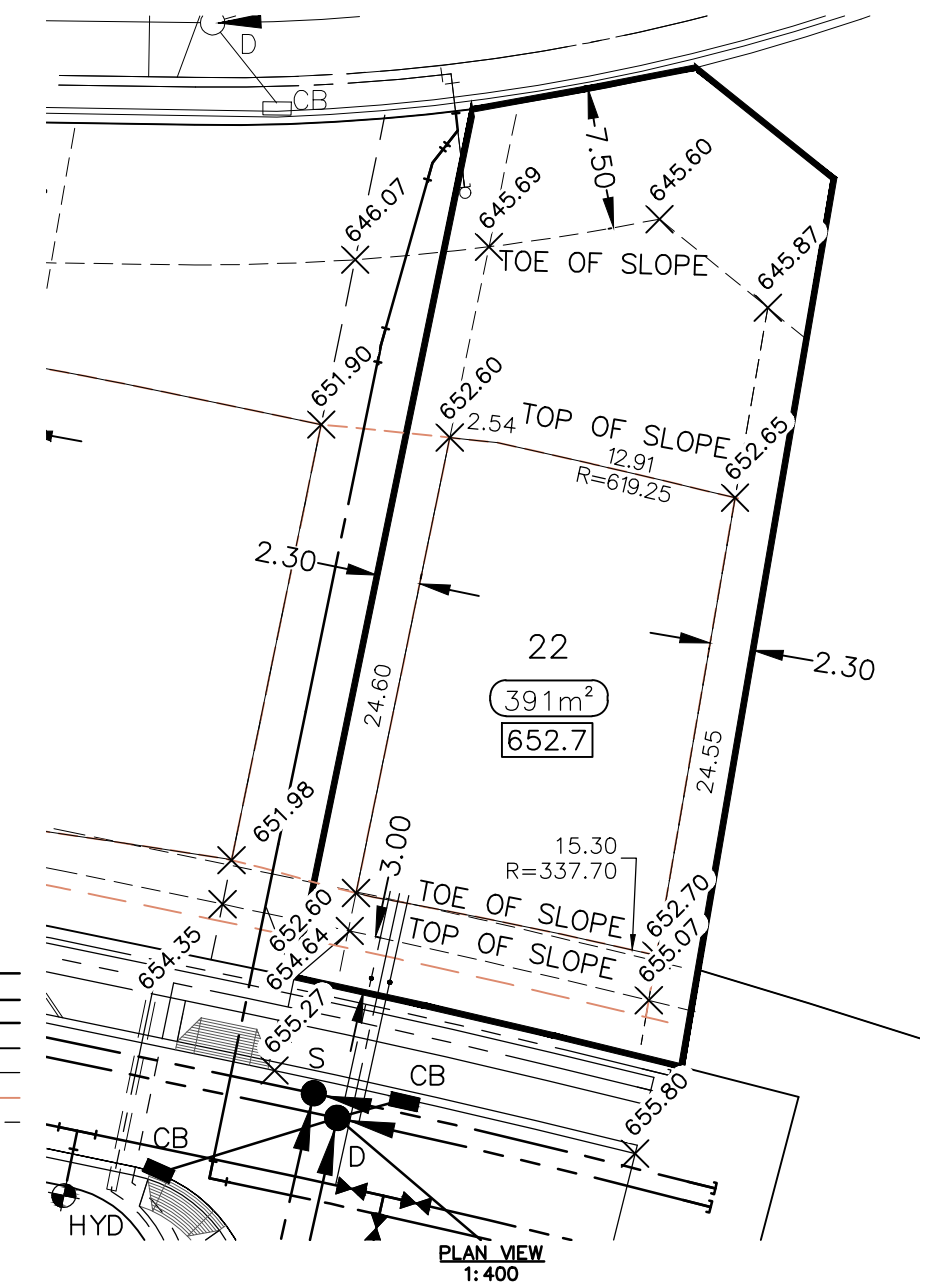 D
CB
7.50
645.60
646.07
645.69
645.87
TOE OF SLOPE
651.90
652.60
2.54
TOP OF SLOPE
12.91
R=619.25
652.65
2.30
22
391m²
652.7
2.30
24.60
24.55
651.98
3.00
15.30
R=337.70
TOE OF SLOPE
652.70
652.60
TOP OF SLOPE
654.64
655.07
654.35
655.27
S
CB
655.80
CB
D
HYD
PLAN VIEW
1:400